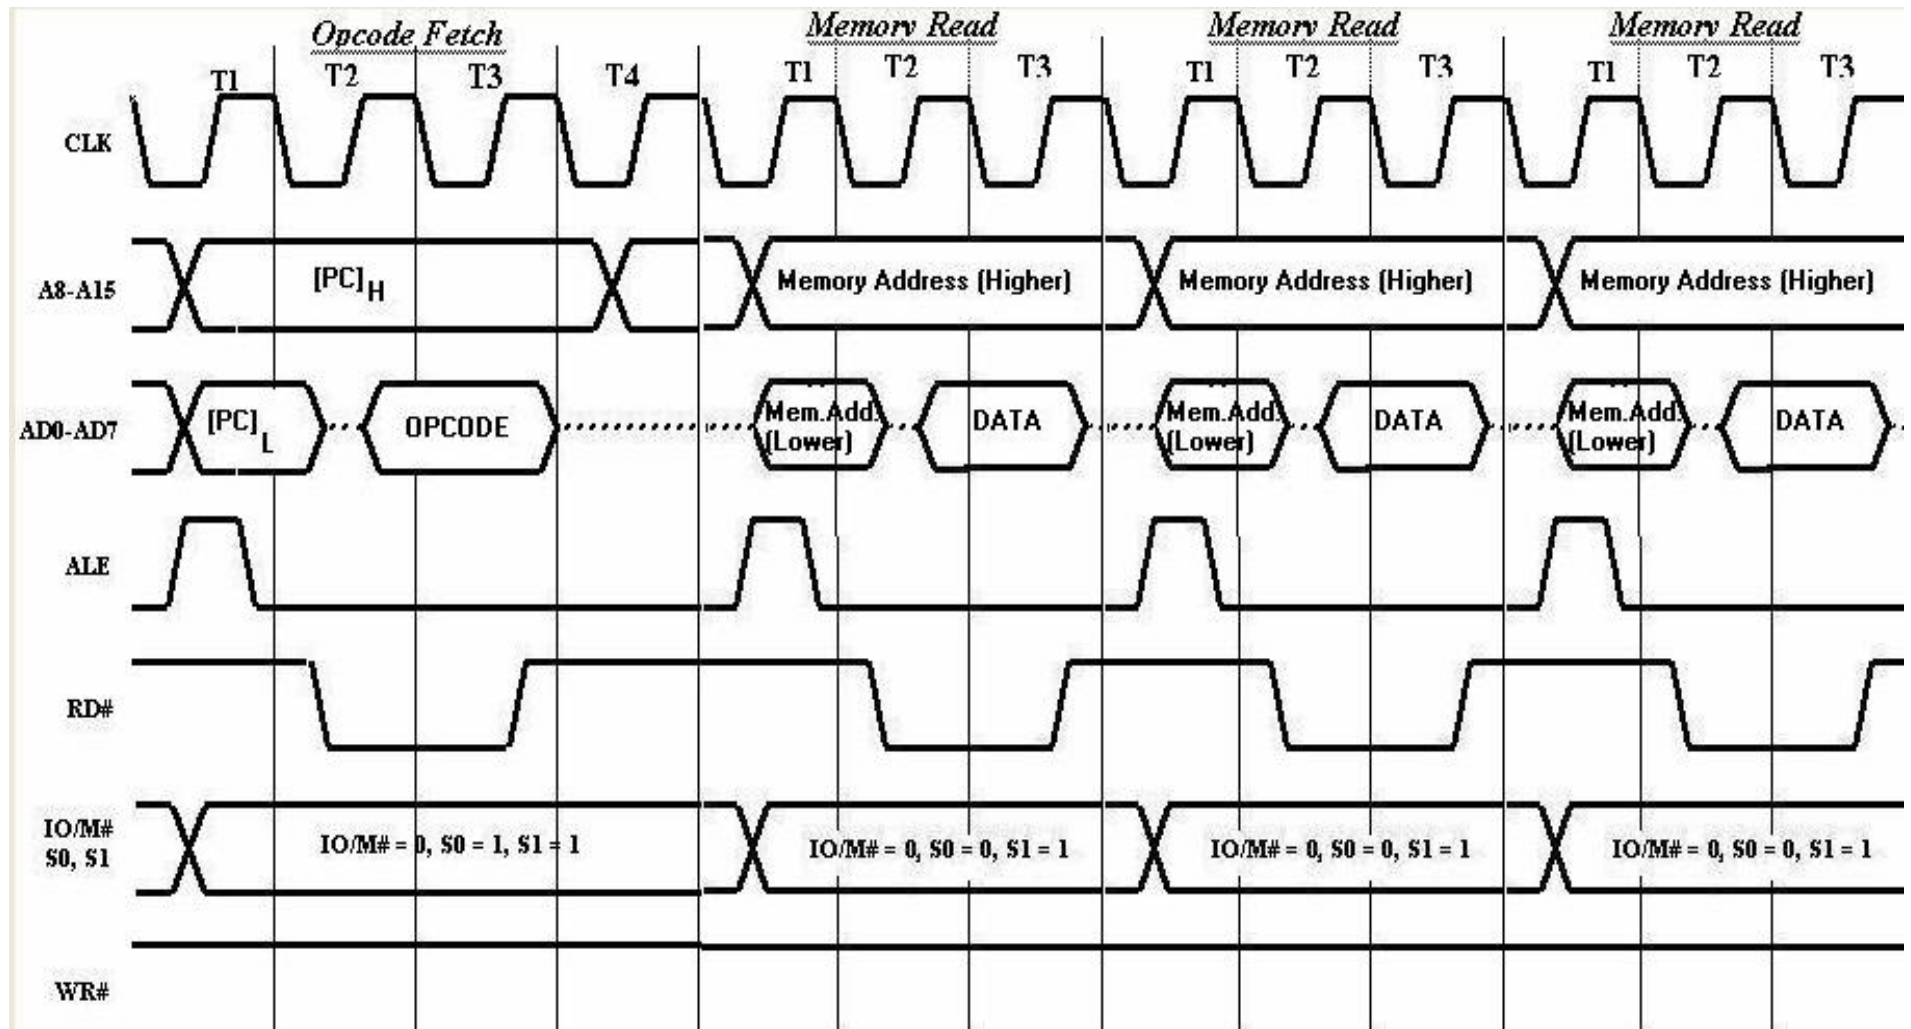 Opcode Fetch
Memory Read
Memory Read
Memory Read
T1 T2 T3 T4 T1 T2 T3 T1 T2 T3 T1 T2 T3
CLK
A8-A15
[PC]H
Memory Address (Higher)
Memory Address (Higher)
Memory Address (Higher)
AD0-AD7
[PC]L
OPCODE
Mem.Add.
(Lower)
DATA
Mem.Add.
(Lower)
DATA
Mem.Add.
(Lower)
DATA
ALE
RD#
IO/M#
S0, S1
IO/M# = 0, S0 = 1, S1 = 1
IO/M# = 0, S0 = 0, S1 = 1
IO/M# = 0, S0 = 0, S1 = 1
IO/M# = 0, S0 = 0, S1 = 1
WR#